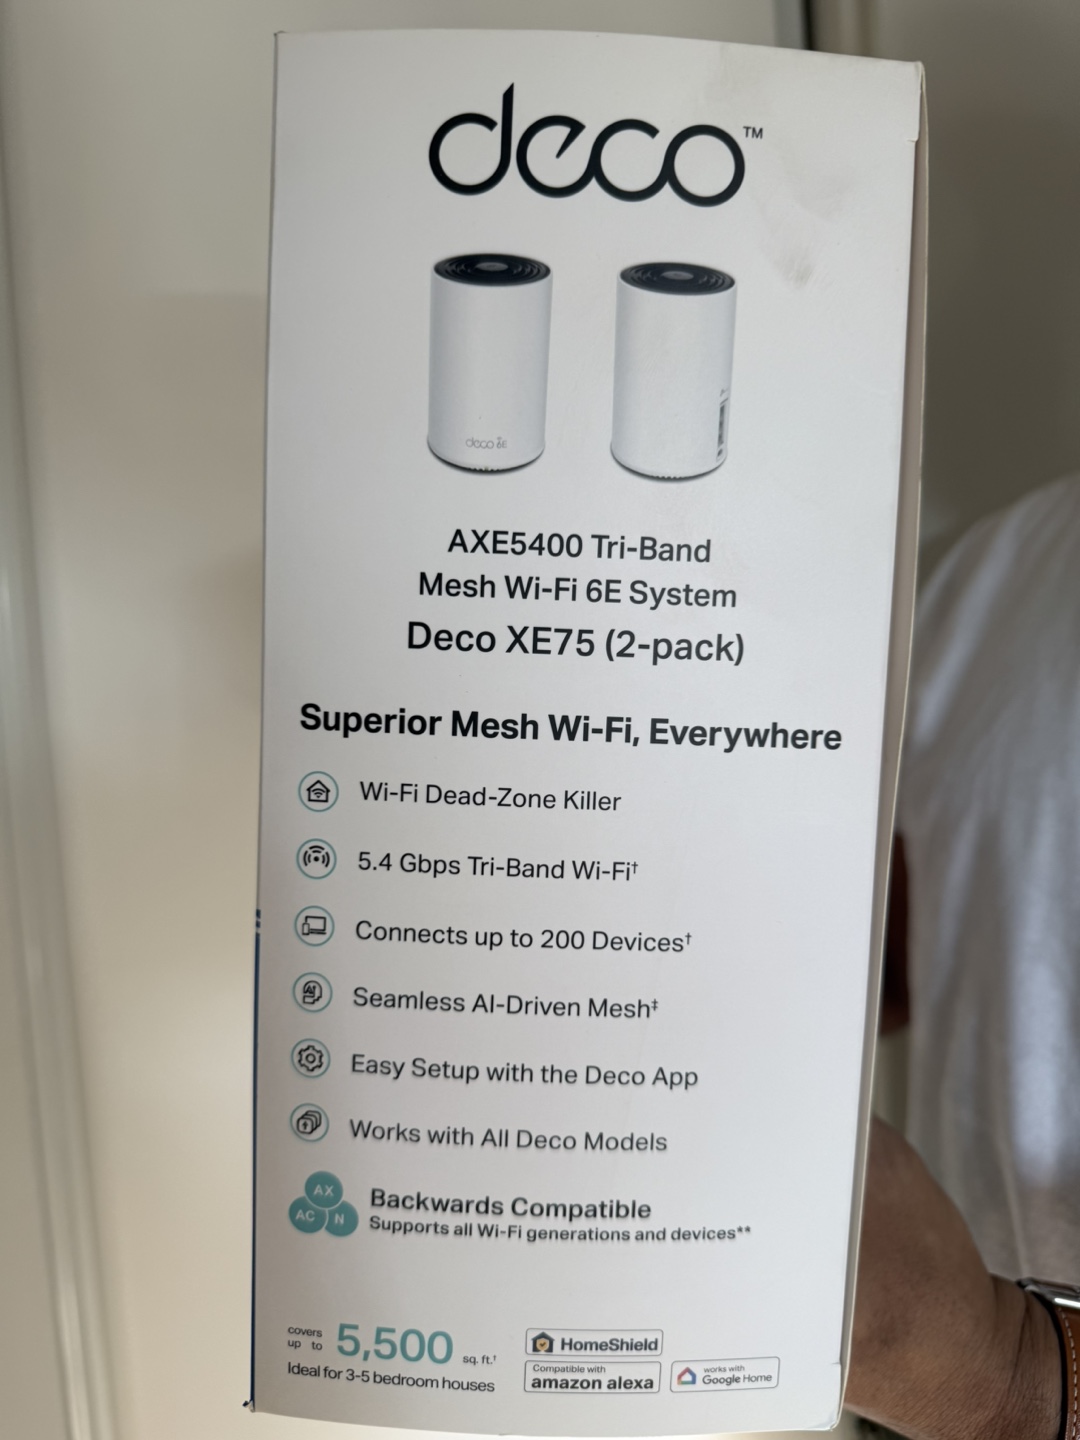 deco™
deco 6E
AXE5400 Tri-Band
Mesh Wi-Fi 6E System
Deco XE75 (2-pack)
Superior Mesh Wi-Fi, Everywhere
Wi-Fi Dead-Zone Killer
5.4 Gbps Tri-Band Wi-Fi†
Connects up to 200 Devices†
AI
Seamless AI-Driven Mesh‡
Easy Setup with the Deco App
Works with All Deco Models
AX
AC N
Backwards Compatible
Supports all Wi-Fi generations and devices**
covers
up to 5,500 sq. ft.†
Ideal for 3-5 bedroom houses
HomeShield
Compatible with
amazon alexa
works with
Google Home